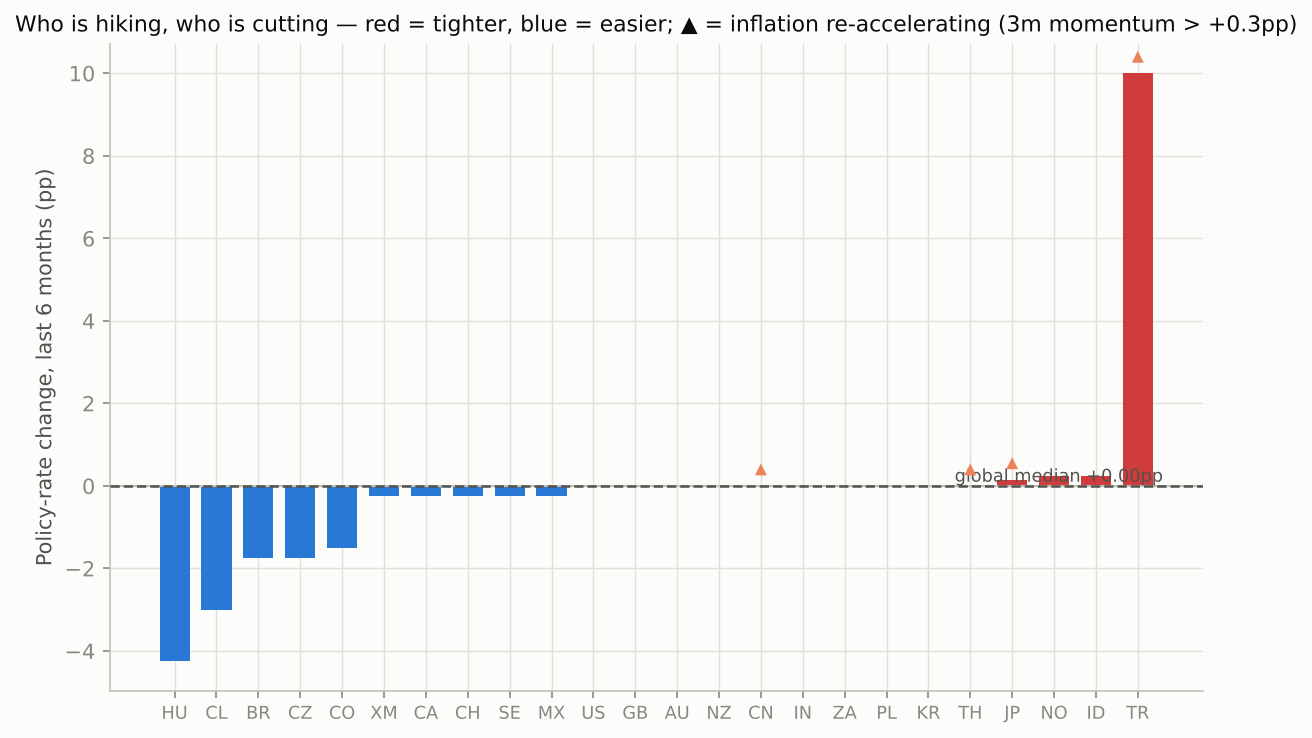 Who is hiking, who is cutting — red = tighter, blue = easier; ▲ = inflation re-accelerating (3m momentum > +0.3pp)
Policy-rate change, last 6 months (pp)
10
8
6
4
2
0
−2
−4
global median +0.00pp
HU CL BR CZ CO XM CA CH SE MX US GB AU NZ CN IN ZA PL KR TH JP NO ID TR